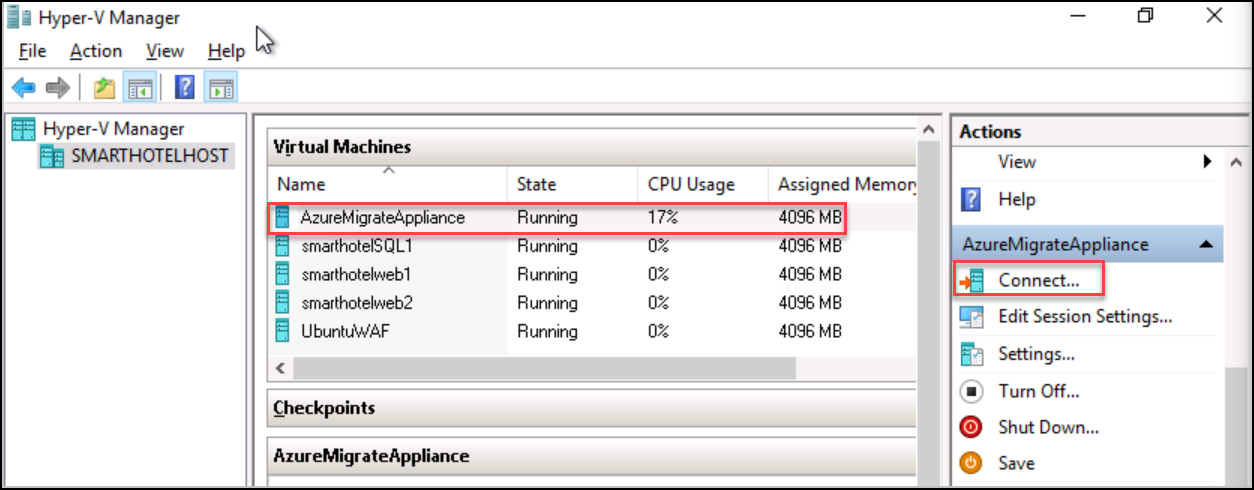 Hyper-V Manager
File Action View Help
Hyper-V Manager
SMARTHOTELHOST
Virtual Machines
Name State CPU Usage Assigned Memory
AzureMigrateAppliance Running 17% 4096 MB
smarthotelSQL1 Running 0% 4096 MB
smarthotelweb1 Running 0% 4096 MB
smarthotelweb2 Running 0% 4096 MB
UbuntuWAF Running 0% 4096 MB
Checkpoints
AzureMigrateAppliance
Actions
View
Help
AzureMigrateAppliance
Connect...
Edit Session Settings...
Settings...
Turn Off...
Shut Down...
Save